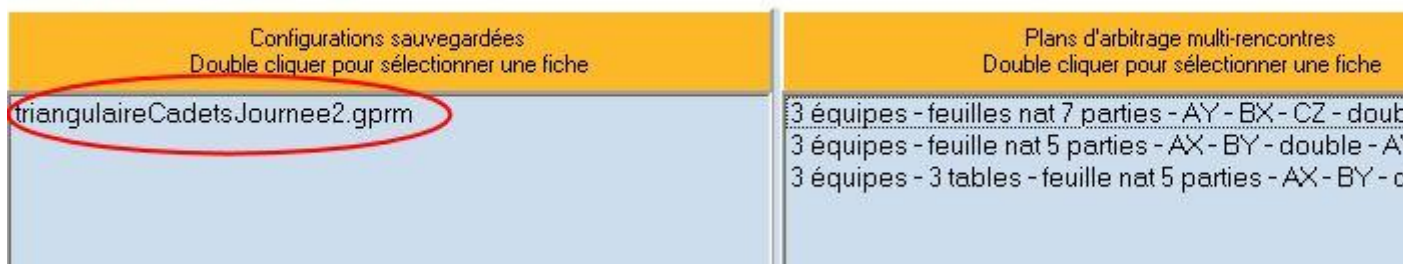 Configurations sauvegardées
Double cliquer pour sélectionner une fiche
triangulaireCadetsJournee2.gprm
Plans d'arbitrage multi-rencontres
Double cliquer pour sélectionner une fiche
3 équipes - feuilles nat 7 parties - AY - BX - CZ -
3 équipes - feuille nat 5 parties - AX - BY - double -
3 équipes - 3 tables - feuille nat 5 parties - AX - BY -